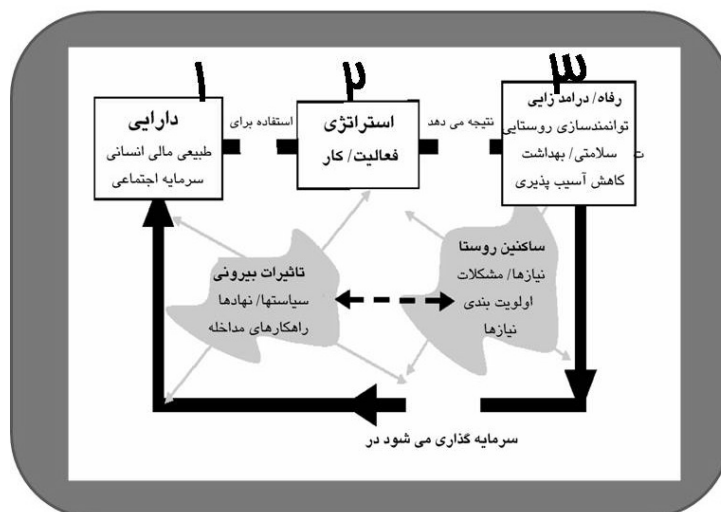 ۱
دارایی
طبیعی مالی انسانی
سرمایه اجتماعی
استفاده برای
۲
استراتژی
فعالیت/ کار
نتیجه می دهد
۳
رفاه/ درامد زایی
توانمندسازی روستایی
سلامتی/ بهداشت
کاهش آسیب پذیری
ت
تاثیرات بیرونی
سیاستها/ نهادها
راهکارهای مداخله
ساکنین روستا
نیازها/ مشکلات
اولویت بندی
نیازها
سرمایه گذاری می شود در